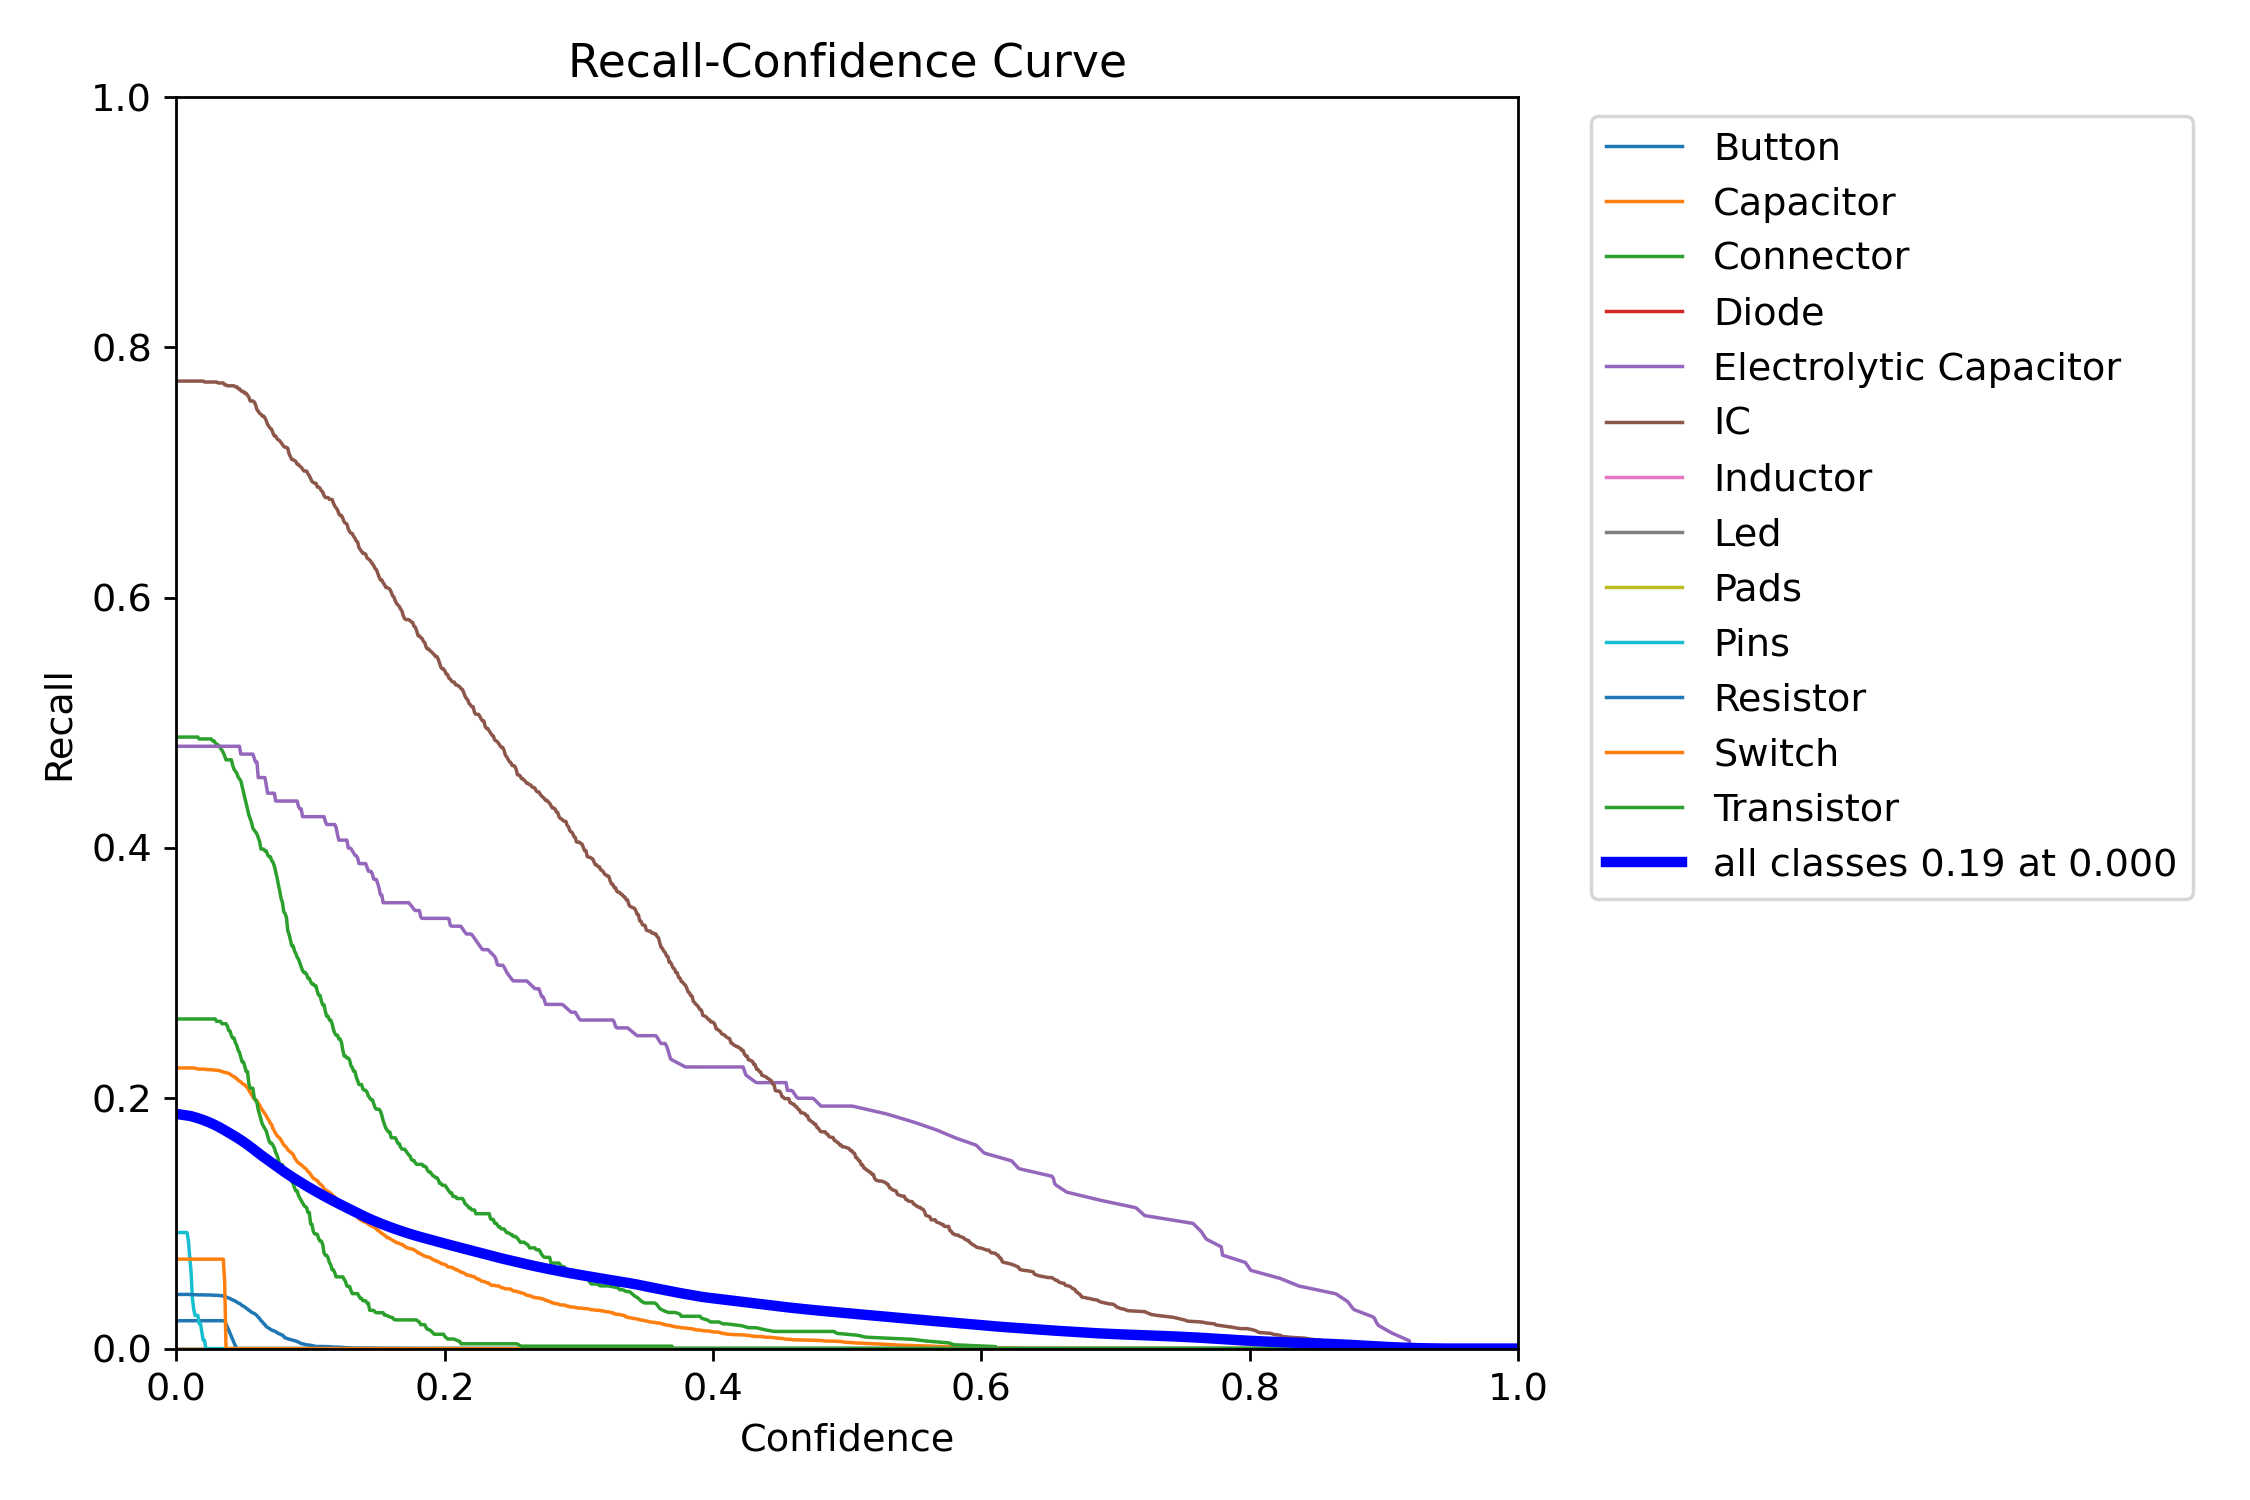 Recall-Confidence Curve
1.0
0.8
0.6
0.4
0.2
0.0
Recall
0.0 0.2 0.4 0.6 0.8 1.0
Confidence
Button
Capacitor
Connector
Diode
Electrolytic Capacitor
IC
Inductor
Led
Pads
Pins
Resistor
Switch
Transistor
all classes 0.19 at 0.000